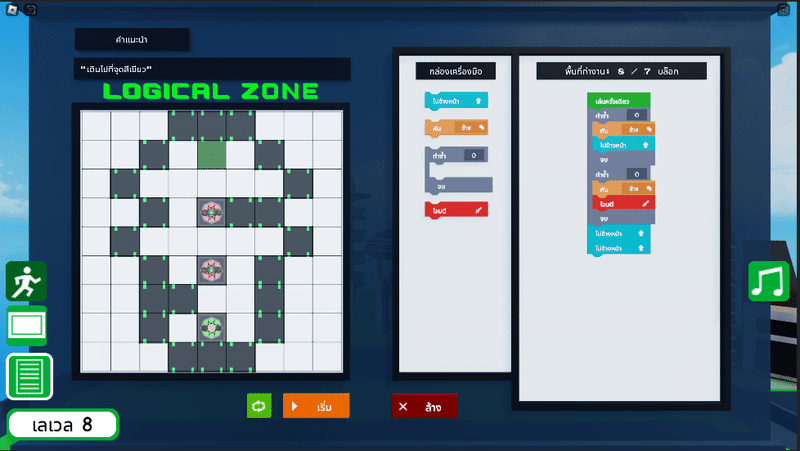 คำแนะนำ
"เดินไปที่จุดสีเขียว"
LOGICAL ZONE
กล่องเครื่องมือ
ไปข้างหน้า
หัน ซ้าย
ทำซ้ำ 0
จบ
โจมตี
พื้นที่ทำงาน: 8 / 7 บล็อก
เล่นครั้งเดียว
ทำซ้ำ 0
หัน ซ้าย
ไปข้างหน้า
จบ
ทำซ้ำ 0
หัน ซ้าย
โจมตี
จบ
ไปข้างหน้า
ไปข้างหน้า
เริ่ม
ล้าง
เลเวล 8